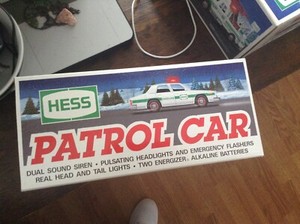 HESS
PATROL CAR
DUAL SOUND SIREN • PULSATING HEADLIGHTS AND EMERGENCY FLASHERS
REAL HEAD AND TAIL LIGHTS • TWO ENERGIZER® ALKALINE BATTERIES